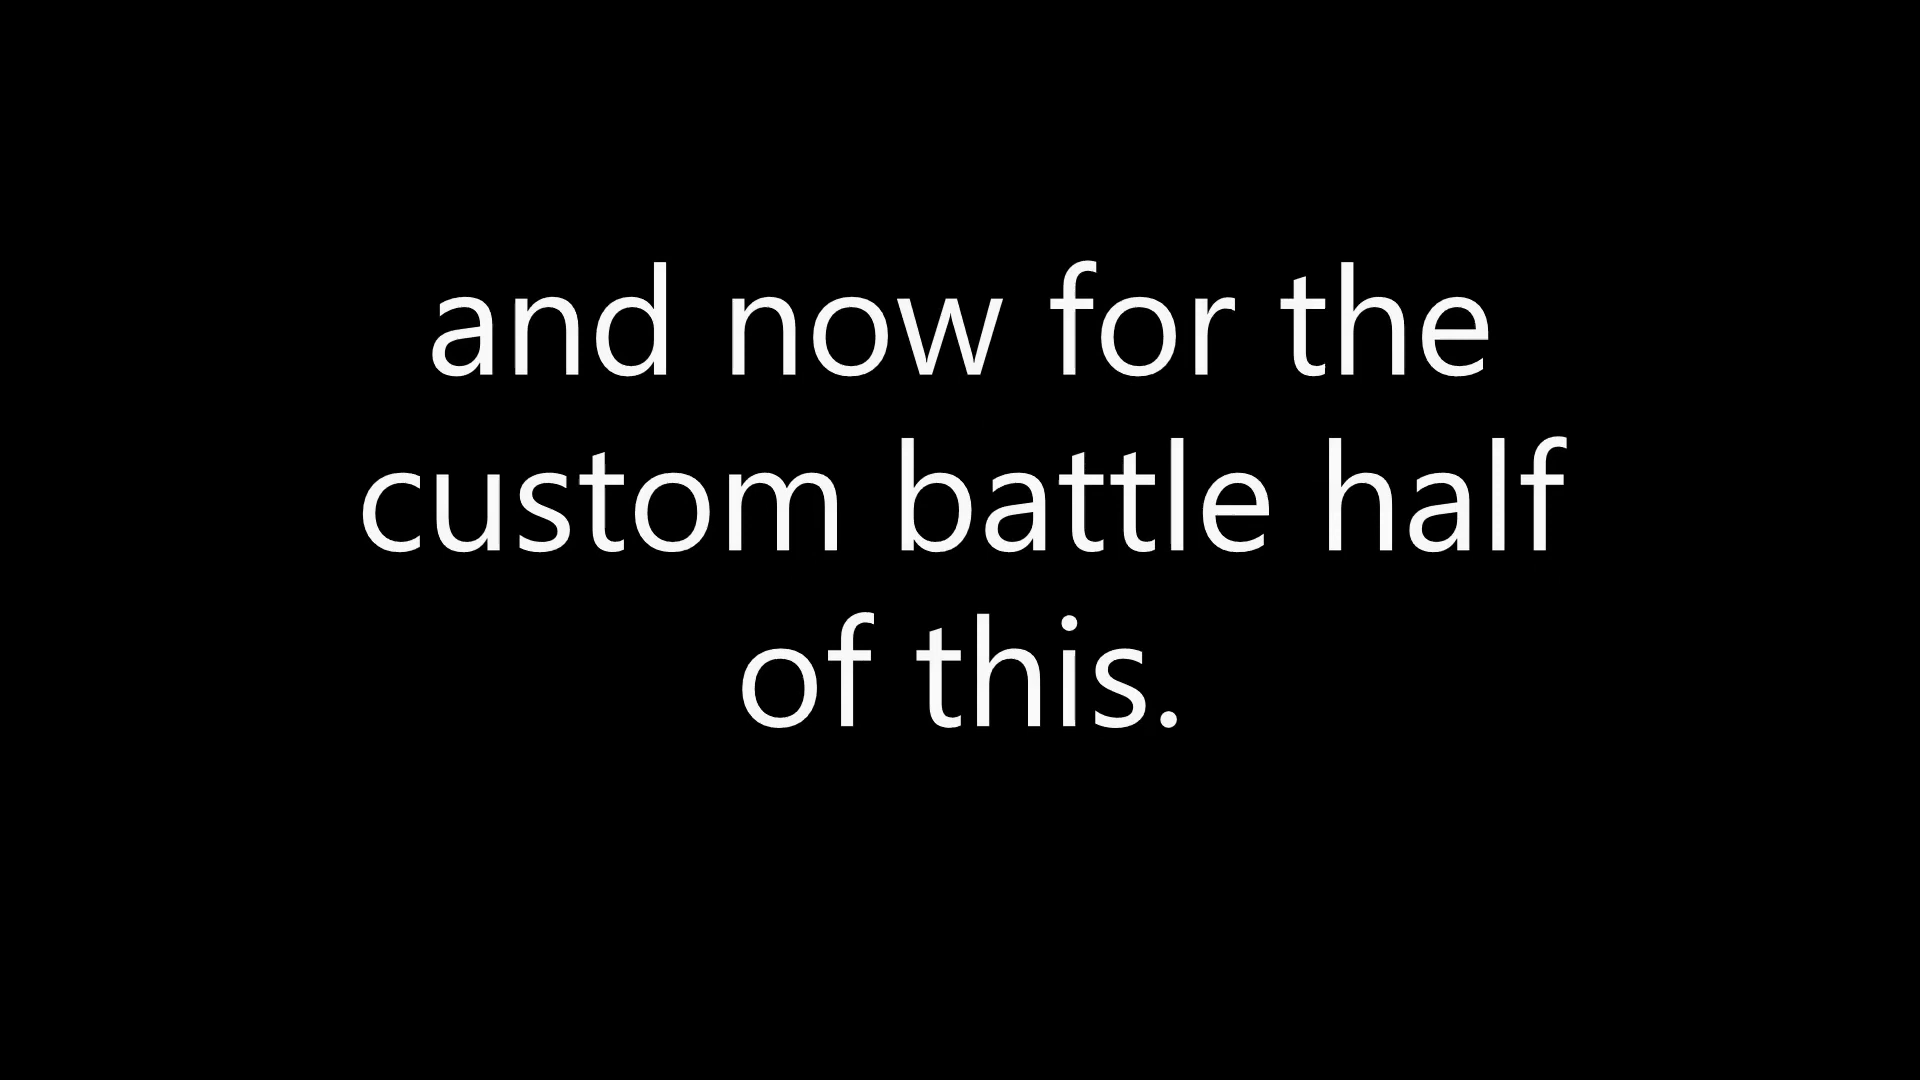 and now for the
custom battle half
of this.